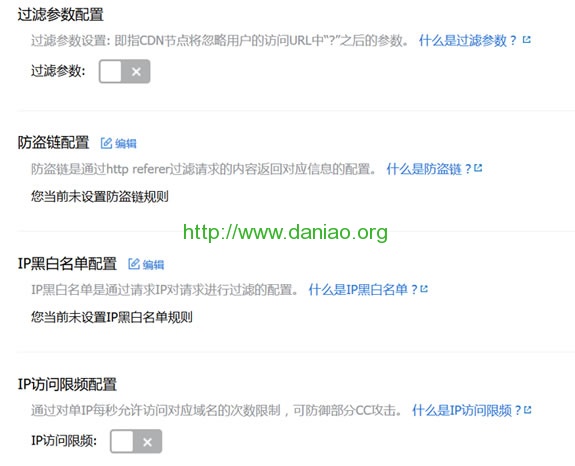 过滤参数配置
过滤参数设置: 即指CDN节点将忽略用户的访问URL中“?”之后的参数。 什么是过滤参数？
过滤参数:
防盗链配置 编辑
防盗链是通过http referer过滤请求的内容返回对应信息的配置。 什么是防盗链？
您当前未设置防盗链规则
http://www.daniao.org
IP黑白名单配置 编辑
IP黑白名单是通过请求IP对请求进行过滤的配置。 什么是IP黑白名单？
您当前未设置IP黑白名单规则
IP访问限频配置
通过对单IP每秒允许访问对应域名的次数限制，可防御部分CC攻击。 什么是IP访问限频？
IP访问限频: